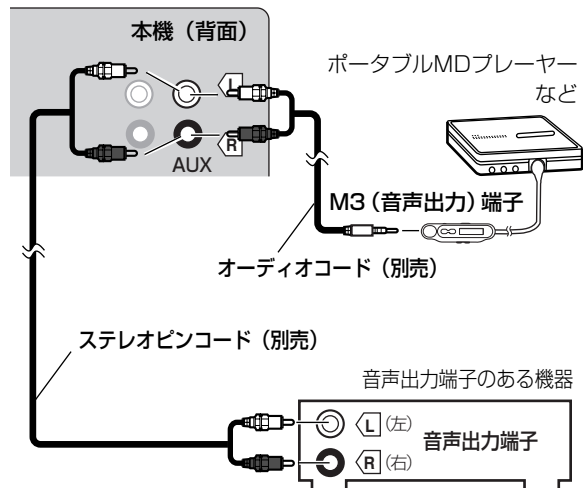 本機（背面）
ポータブルMDプレーヤー
など
L
R
AUX
M3（音声出力）端子
オーディオコード（別売）
ステレオピンコード（別売）
音声出力端子のある機器
L（左）
音声出力端子
R（右）